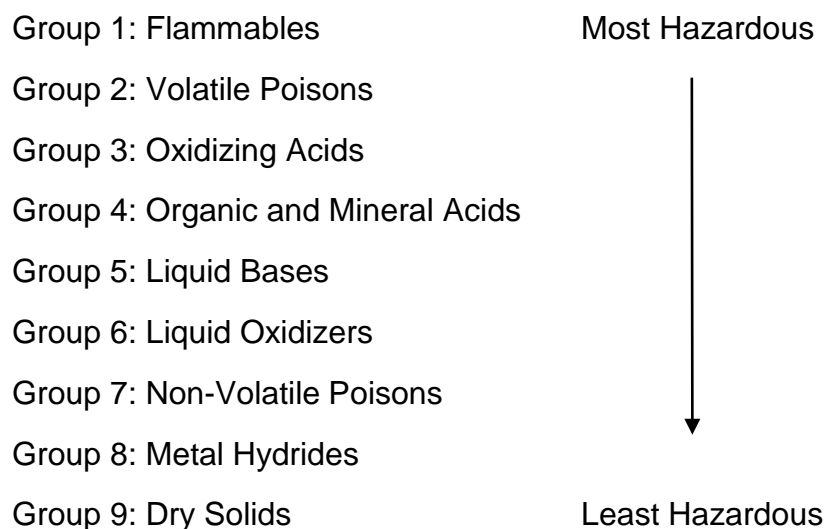 Group 1: Flammables Most Hazardous
Group 2: Volatile Poisons
Group 3: Oxidizing Acids
Group 4: Organic and Mineral Acids
Group 5: Liquid Bases
Group 6: Liquid Oxidizers
Group 7: Non-Volatile Poisons
Group 8: Metal Hydrides
Group 9: Dry Solids Least Hazardous